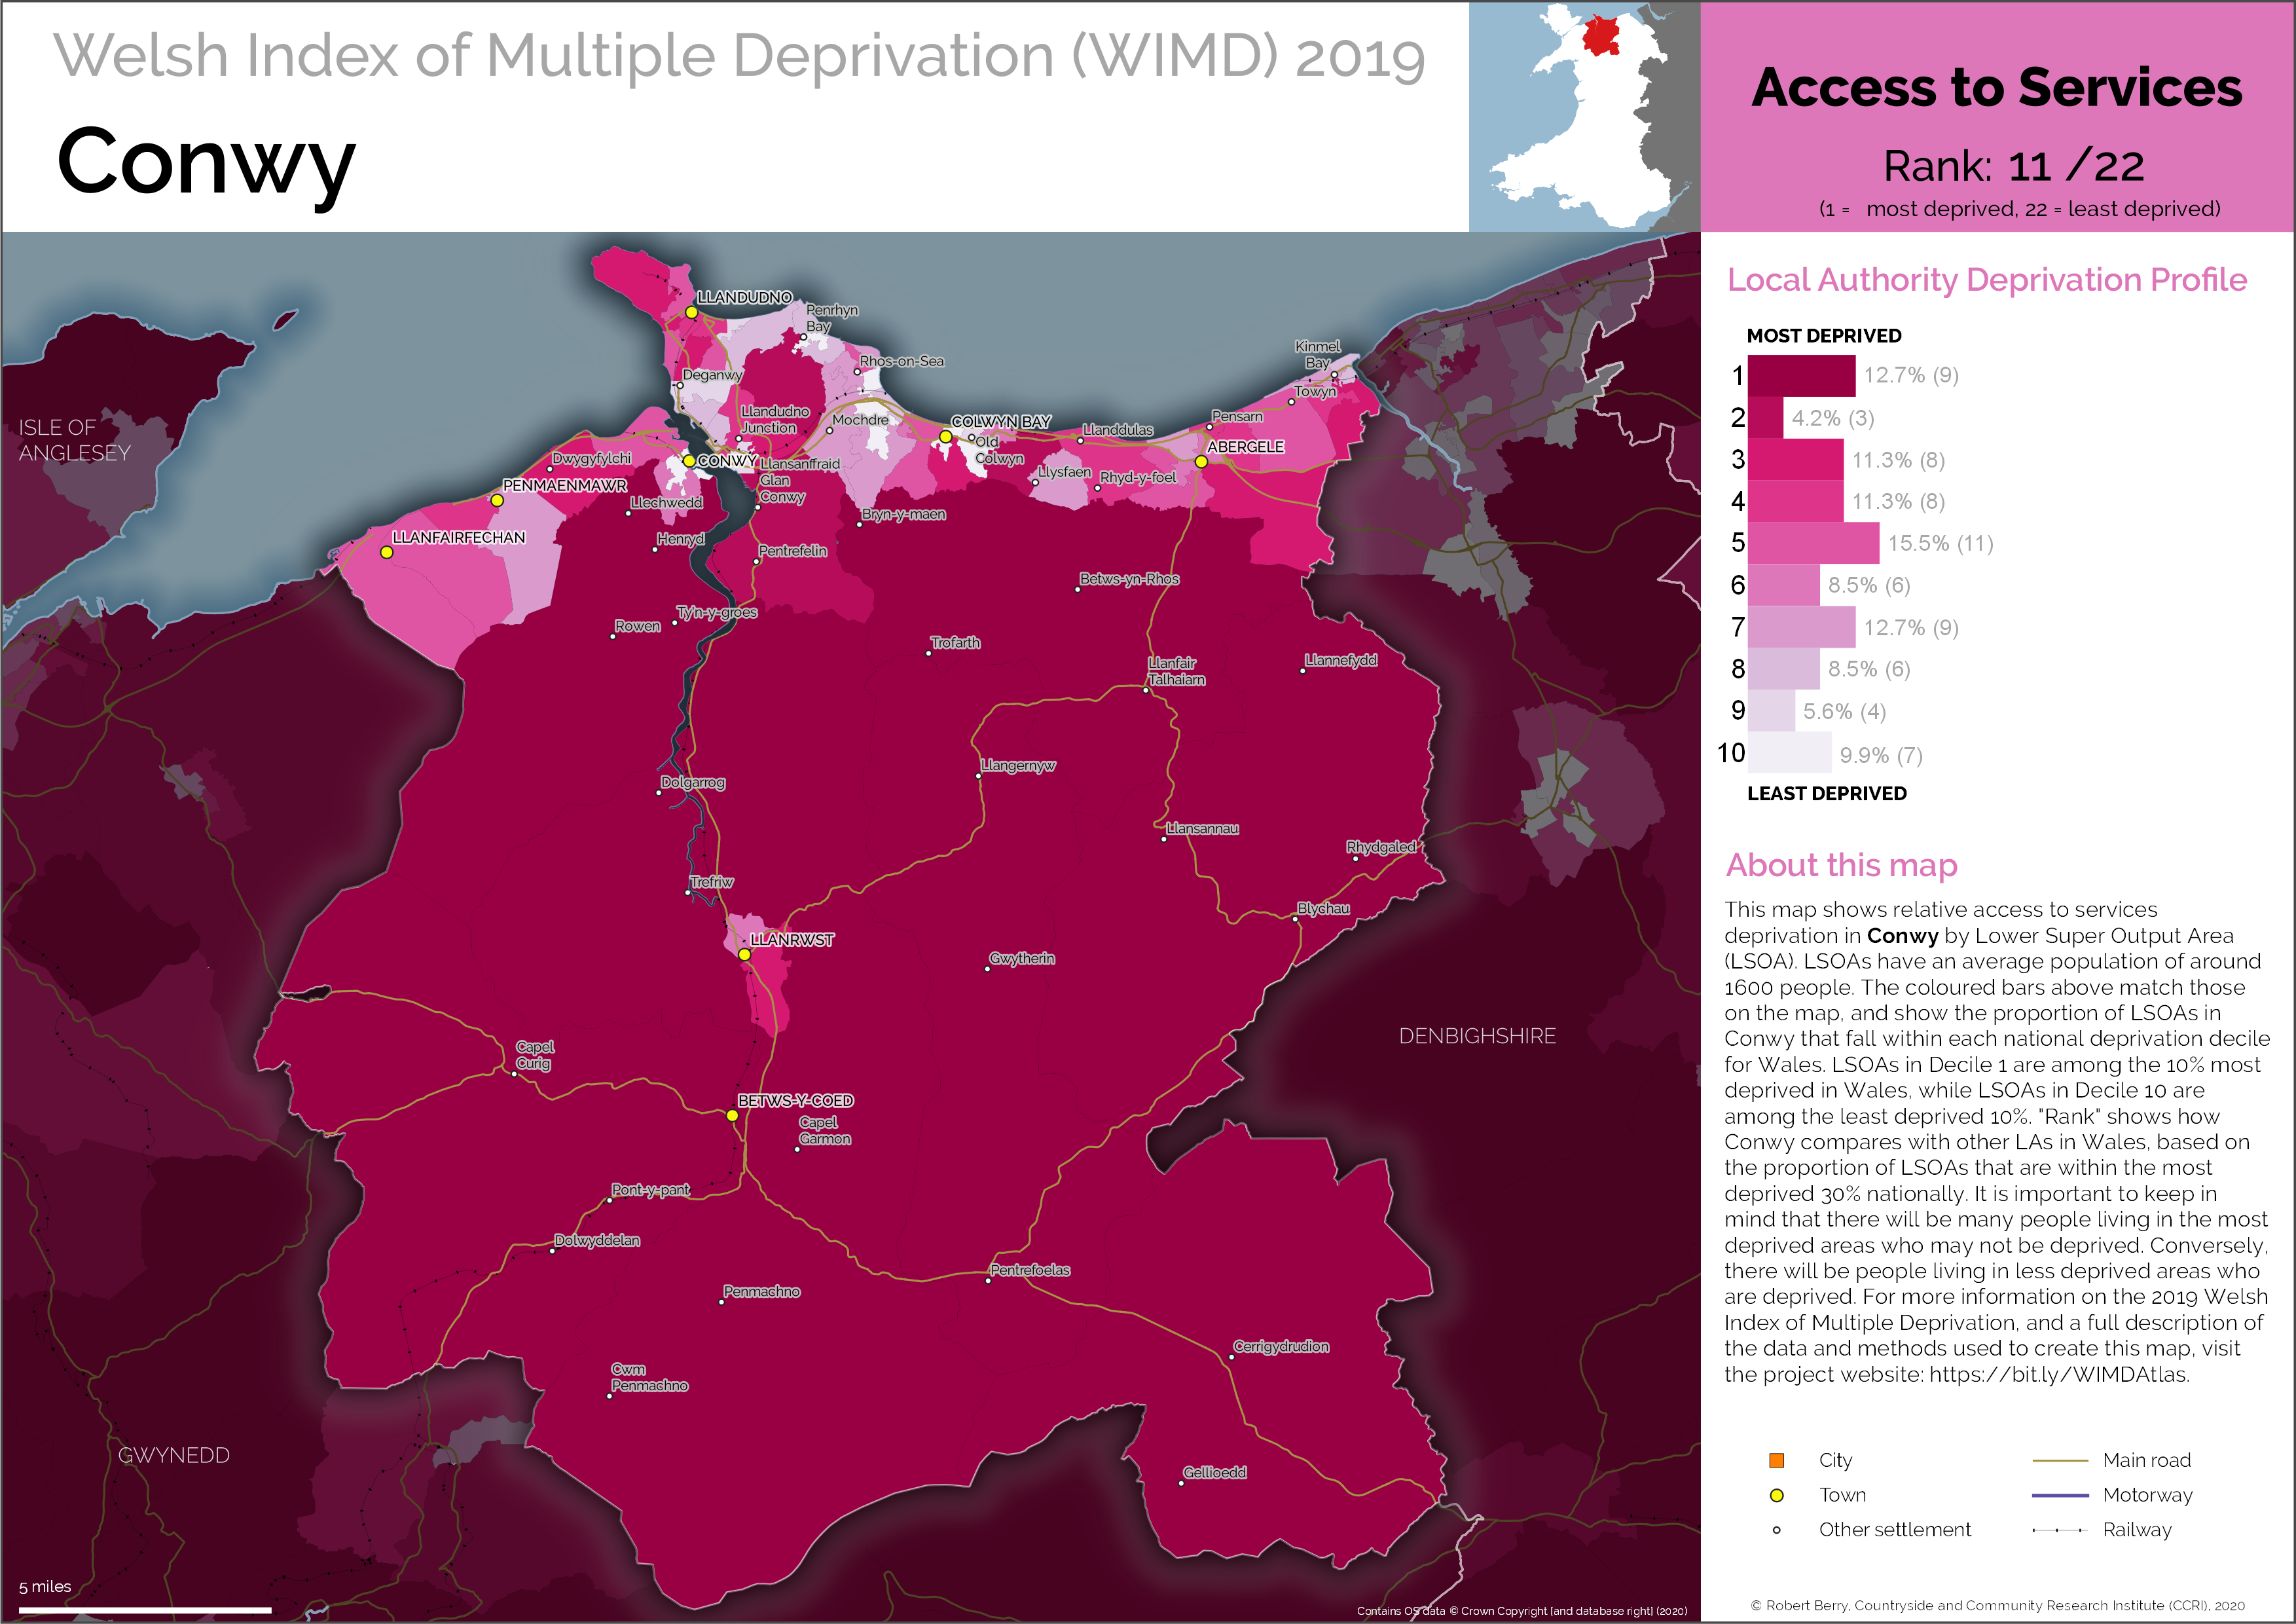 Welsh Index of Multiple Deprivation (WIMD) 2019
Conwy
Access to Services
Rank: 11 /22
(1 = most deprived, 22 = least deprived)
Local Authority Deprivation Profile
MOST DEPRIVED
1 12.7% (9)
2 4.2% (3)
3 11.3% (8)
4 11.3% (8)
5 15.5% (11)
6 8.5% (6)
7 12.7% (9)
8 8.5% (6)
9 5.6% (4)
10 9.9% (7)
LEAST DEPRIVED
About this map
This map shows relative access to services
deprivation in Conwy by Lower Super Output Area
(LSOA). LSOAs have an average population of around
1600 people. The coloured bars above match those
on the map, and show the proportion of LSOAs in
Conwy that fall within each national deprivation decile
for Wales. LSOAs in Decile 1 are among the 10% most
deprived in Wales, while LSOAs in Decile 10 are
among the least deprived 10%. "Rank" shows how
Conwy compares with other LAs in Wales, based on
the proportion of LSOAs that are within the most
deprived 30% nationally. It is important to keep in
mind that there will be many people living in the most
deprived areas who may not be deprived. Conversely,
there will be people living in less deprived areas who
are deprived. For more information on the 2019 Welsh
Index of Multiple Deprivation, and a full description of
the data and methods used to create this map, visit
the project website: https://bit.ly/WIMDAtlas.
City
Town
Other settlement
Main road
Motorway
Railway
© Robert Berry, Countryside and Community Research Institute (CCRI), 2020
LLANDUDNO
Penrhyn
Bay
Rhos-on-Sea
Kinmel
Bay
Deganwy
Towyn
Llandudno
Junction
Mochdre
COLWYN BAY
Old
Colwyn
Llanddulas
Pensarn
ABERGELE
ISLE OF
ANGLESEY
Dwygyfylchi
CONWY
Llansanffraid
Glan
Conwy
Llysfaen
Rhyd-y-foel
PENMAENMAWR
Llechwedd
Bryn-y-maen
LLANFAIRFECHAN
Henryd
Pentrefelin
Betws-yn-Rhos
Ty'n-y-groes
Rowen
Trofarth
Llanfair
Talhaiarn
Llannefydd
Llangernyw
Dolgarrog
Llansannau
Rhydgaled
Trefriw
Blychau
LLANRWST
Gwytherin
DENBIGHSHIRE
Capel
Curig
BETWS-Y-COED
Capel
Garmon
Pont-y-pant
Dolwyddelan
Pentrefoelas
Penmachno
Cerrigydrudion
Cwm
Penmachno
GWYNEDD
Gellioedd
5 miles
Contains OS data © Crown Copyright [and database right] (2020)